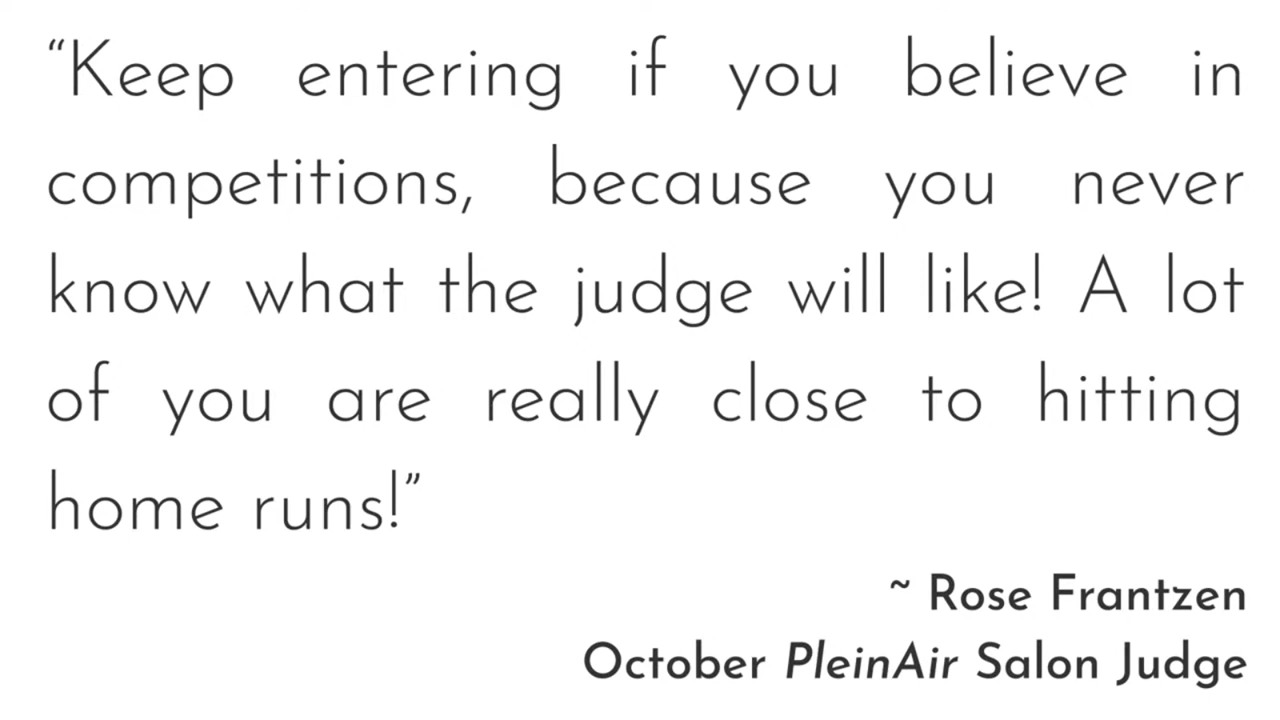 “Keep entering if you believe in
competitions, because you never
know what the judge will like! A lot
of you are really close to hitting
home runs!”
~ Rose Frantzen
October PleinAir Salon Judge